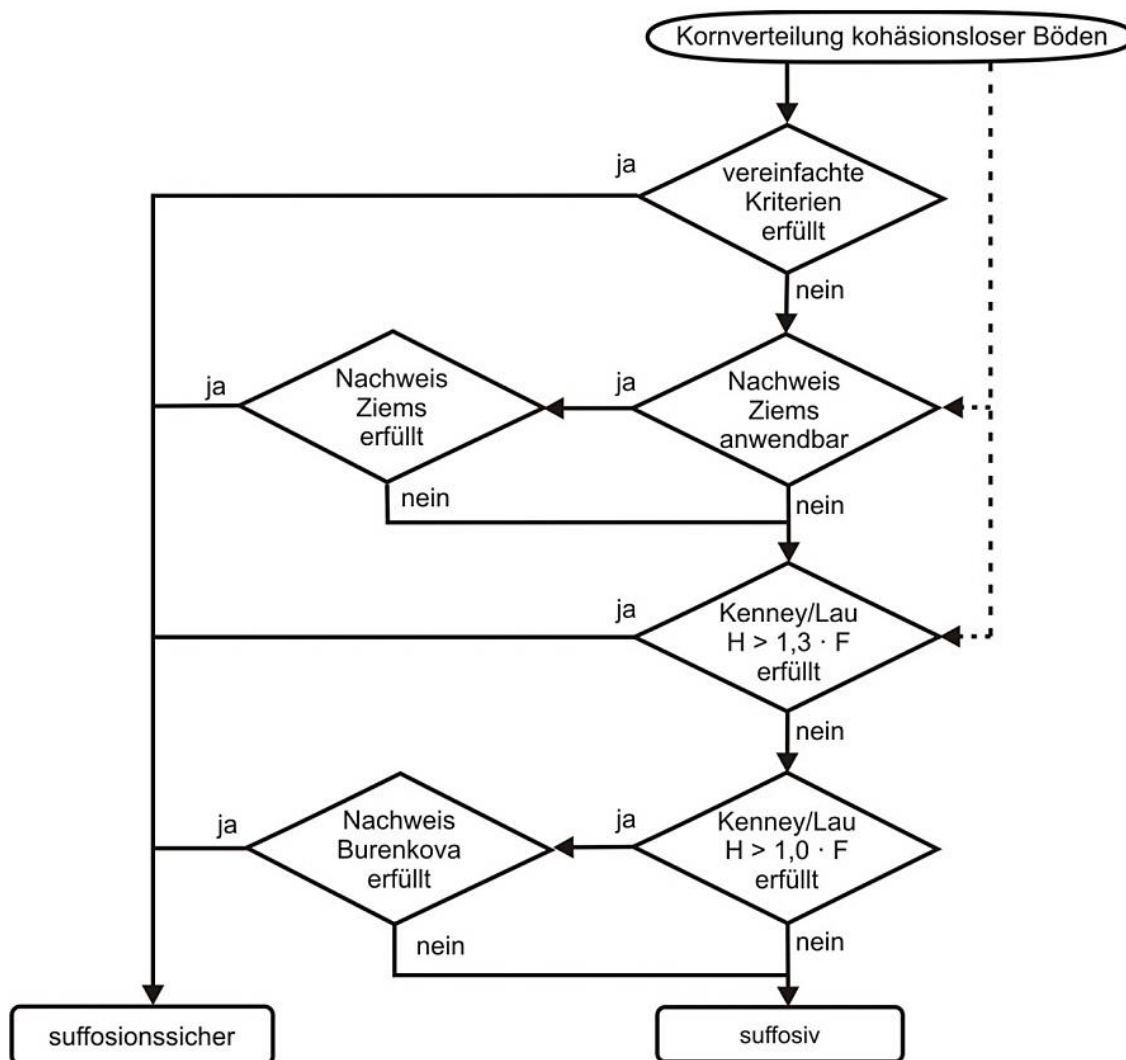 Kornverteilung kohäsionsloser Böden
ja
vereinfachte
Kriterien
erfüllt
nein
ja
Nachweis
Ziems
erfüllt
ja
Nachweis
Ziems
anwendbar
nein
nein
ja
Kenney/Lau
H > 1,3 · F
erfüllt
nein
ja
Nachweis
Burenkova
erfüllt
ja
Kenney/Lau
H > 1,0 · F
erfüllt
nein
nein
suffosionssicher
suffosiv